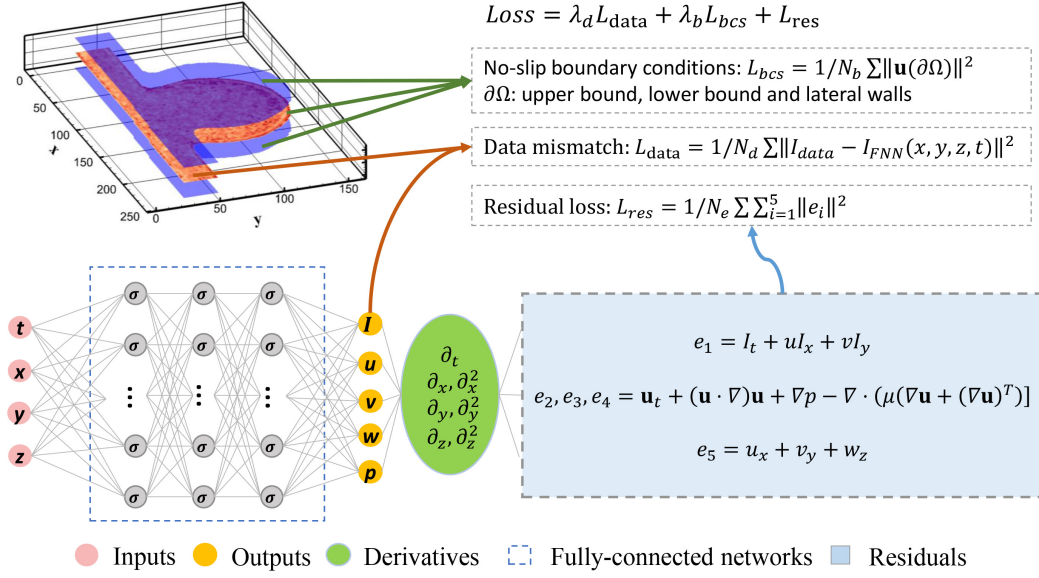 Loss = λ_d L_data + λ_b L_bcs + L_res
No-slip boundary conditions: L_bcs = 1/N_b ∑‖𝐮(∂Ω)‖²
∂Ω: upper bound, lower bound and lateral walls
Data mismatch: L_data = 1/N_d ∑‖I_data − I_FNN(x, y, z, t)‖²
Residual loss: L_res = 1/N_e ∑∑_{i=1}^{5}‖e_i‖²
0
50
100
150
200
250
x
0
50
100
150
y
t
x
y
z
σ σ σ
σ σ σ
... ... ...
σ σ σ
σ σ σ
I
u
v
w
p
∂_t
∂_x, ∂_x²
∂_y, ∂_y²
∂_z, ∂_z²
e_1 = I_t + uI_x + vI_y
e_2, e_3, e_4 = 𝐮_t + (𝐮 · ∇)𝐮 + ∇p − ∇ · (μ(∇𝐮 + (∇𝐮)^T)]
e_5 = u_x + v_y + w_z
Inputs Outputs Derivatives Fully-connected networks Residuals